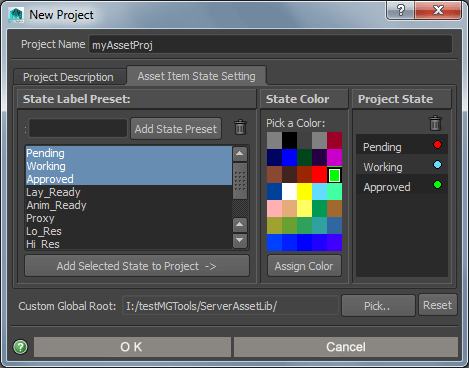 New Project
Project Name myAssetProj
Project Description Asset Item State Setting
State Label Preset: State Color Project State
: Add State Preset Pick a Color:
Pending
Working
Approved
Lay_Ready
Anim_Ready
Proxy
Lo_Res
Hi_Res
Add Selected State to Project -> Assign Color
Pending
Working
Approved
Custom Global Root: I:/testMGTools/ServerAssetLib/ Pick.. Reset
? O K Cancel